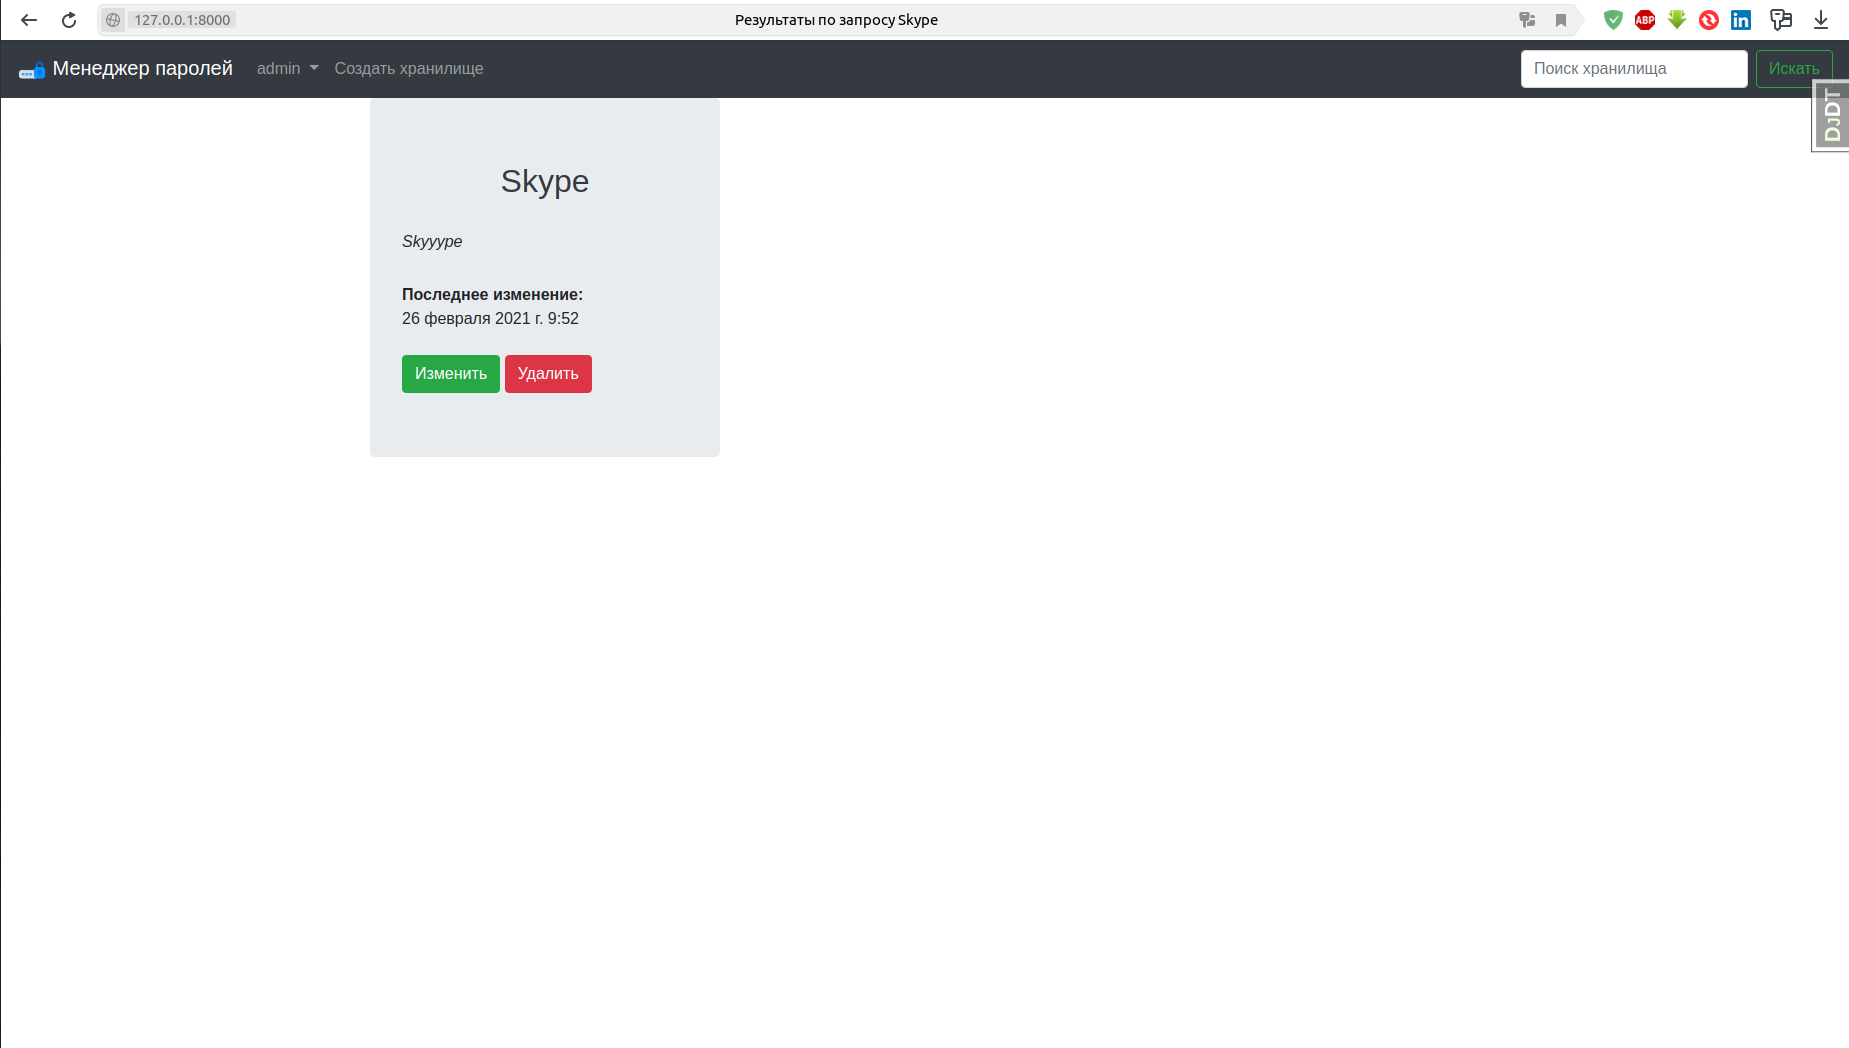 127.0.0.1:8000
Результаты по запросу Skype
ABP
in
Менеджер паролей
admin
Создать хранилище
Поиск хранилища
Искать
DJDT
Skype
Skyyype
Последнее изменение:
26 февраля 2021 г. 9:52
Изменить
Удалить